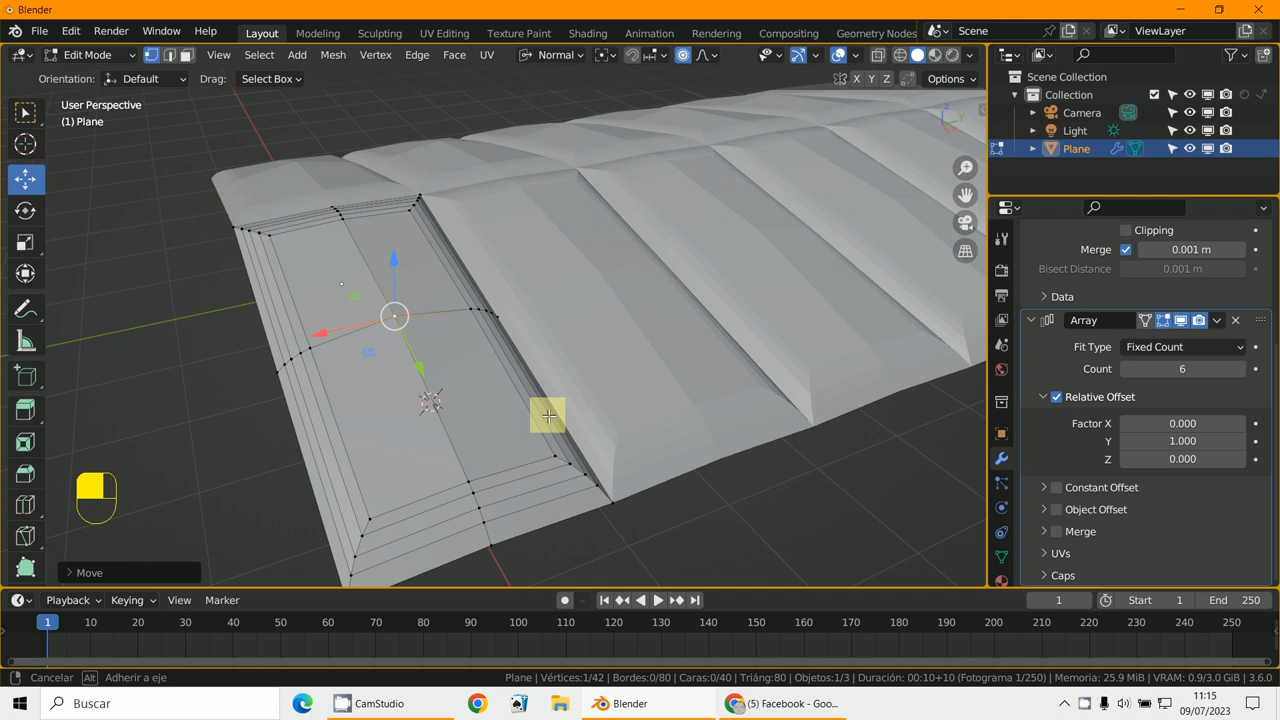 Blender
File Edit Render Window Help Layout Modeling Sculpting UV Editing Texture Paint Shading Animation Rendering Compositing Geometry Nodes Scene ViewLayer
Edit Mode View Select Add Mesh Vertex Edge Face UV Normal
Orientation: Default Drag: Select Box X Y Z Options
User Perspective
(1) Plane
Scene Collection
Collection
Camera
Light
Plane
Clipping
Merge 0.001 m
Bisect Distance 0.001 m
Data
Array
Fit Type Fixed Count
Count 6
Relative Offset
Factor X 0.000
Y 1.000
Z 0.000
Constant Offset
Object Offset
Merge
UVs
Caps
Move
Playback Keying View Marker 1 Start 1 End 250
1 10 20 30 40 50 60 70 80 90 100 110 120 130 140 150 160 170 180 190 200 210 220 230 240 250
Cancelar Alt Adherir a eje Plane | Vértices:1/42 | Bordes:0/80 | Caras:0/40 | Triáng:80 | Objetos:1/3 | Duración: 00:10+10 (Fotograma 1/250) | Memoria: 25.9 MiB | VRAM: 0.9/3.0 GiB | 3.6.0
Buscar CamStudio Blender (5) Facebook - Goo... 11:15
09/07/2023